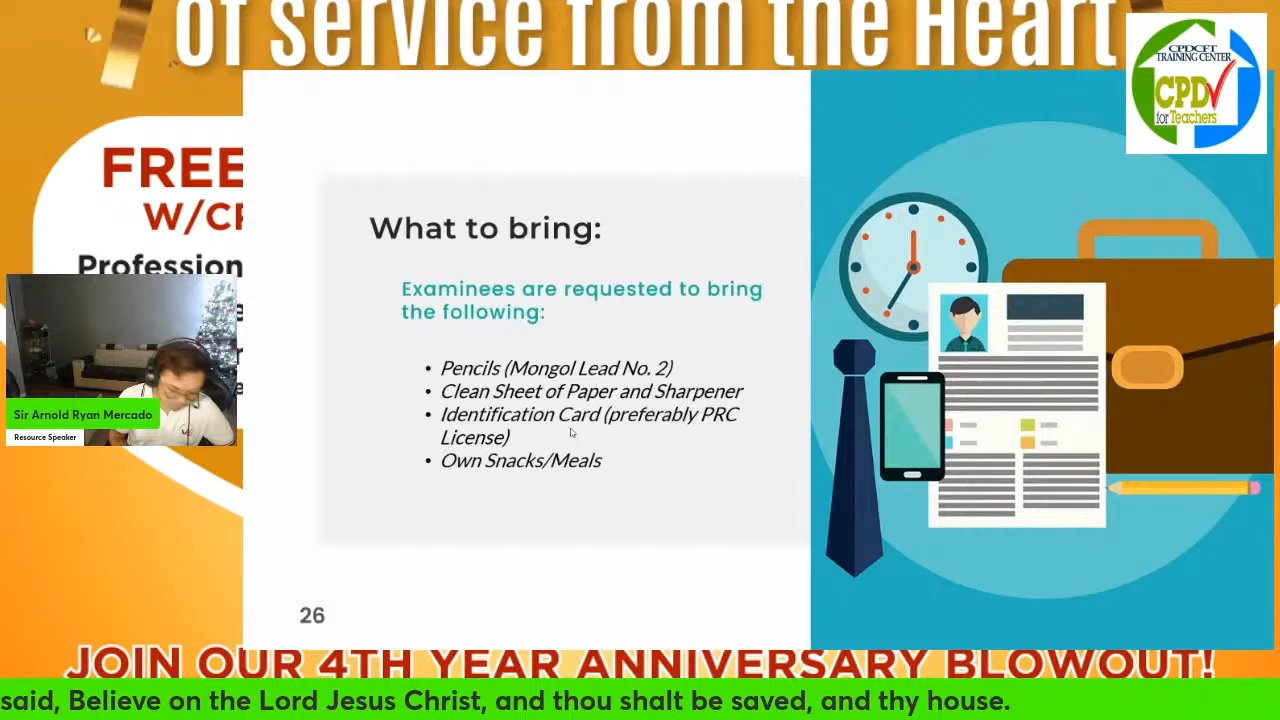 of service from the Heart
CPDCFT
TRAINING CENTER
CPD
for Teachers
FREE
W/CP
Profession
What to bring:
Examinees are requested to bring
the following:
• Pencils (Mongol Lead No. 2)
• Clean Sheet of Paper and Sharpener
• Identification Card (preferably PRC
License)
• Own Snacks/Meals
Sir Arnold Ryan Mercado
Resource Speaker
26
JOIN OUR 4TH YEAR ANNIVERSARY BLOWOUT!
said, Believe on the Lord Jesus Christ, and thou shalt be saved, and thy house.